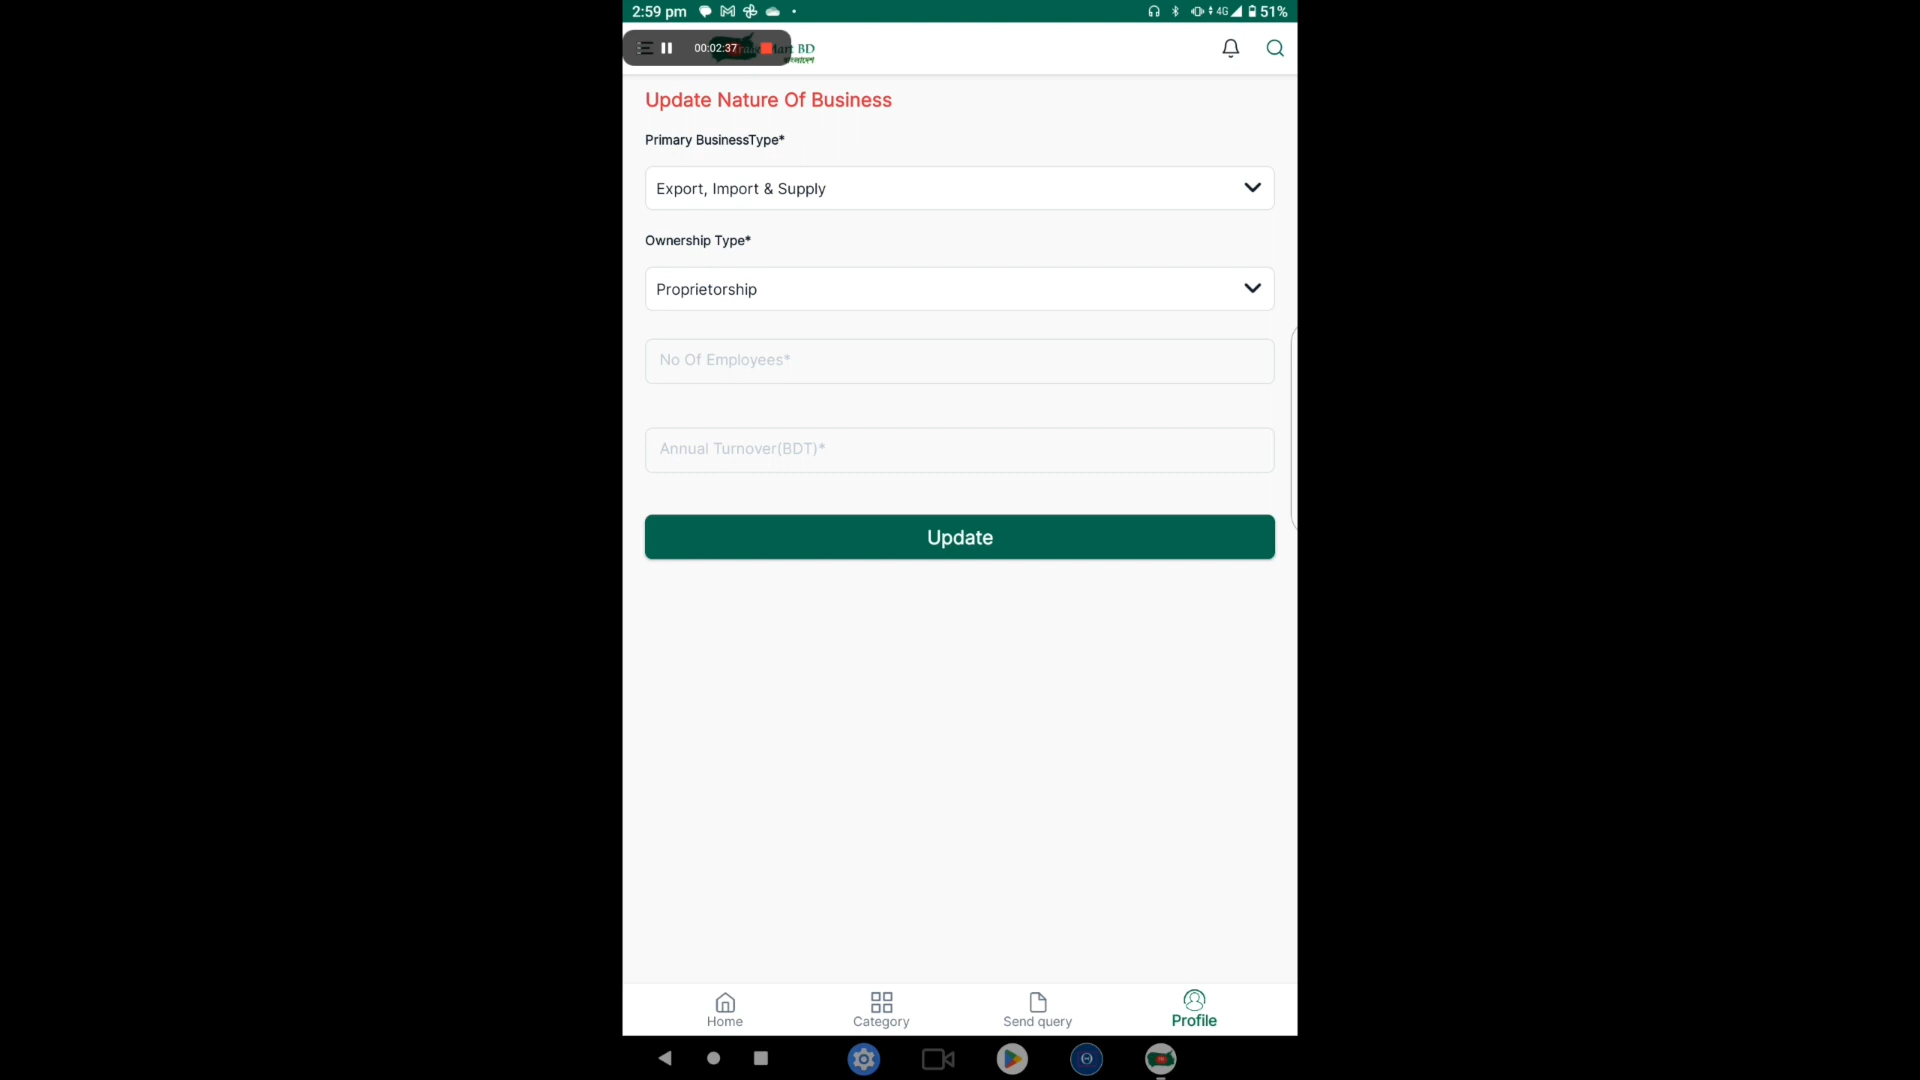 2:59 pm
4G
51%
00:02:37
BD
বাংলাদেশ
Update Nature Of Business
Primary BusinessType*
Export, Import & Supply
Ownership Type*
Proprietorship
No Of Employees*
Annual Turnover(BDT)*
Update
Home
Category
Send query
Profile